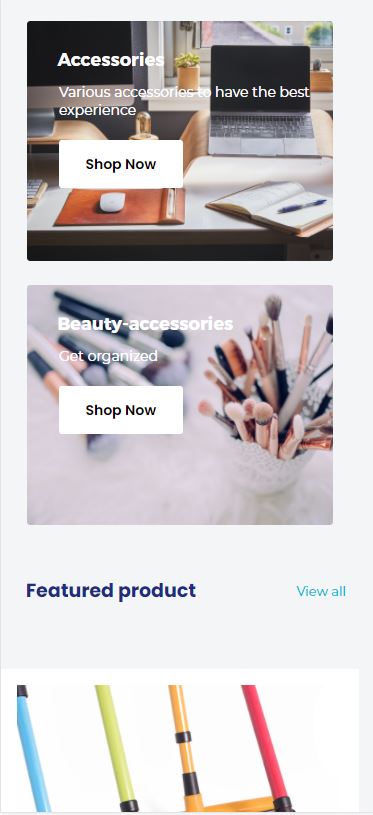 Accessories
Various accessories to have the best
experience
Shop Now
Beauty-accessories
Get organized
Shop Now
Featured product
View all